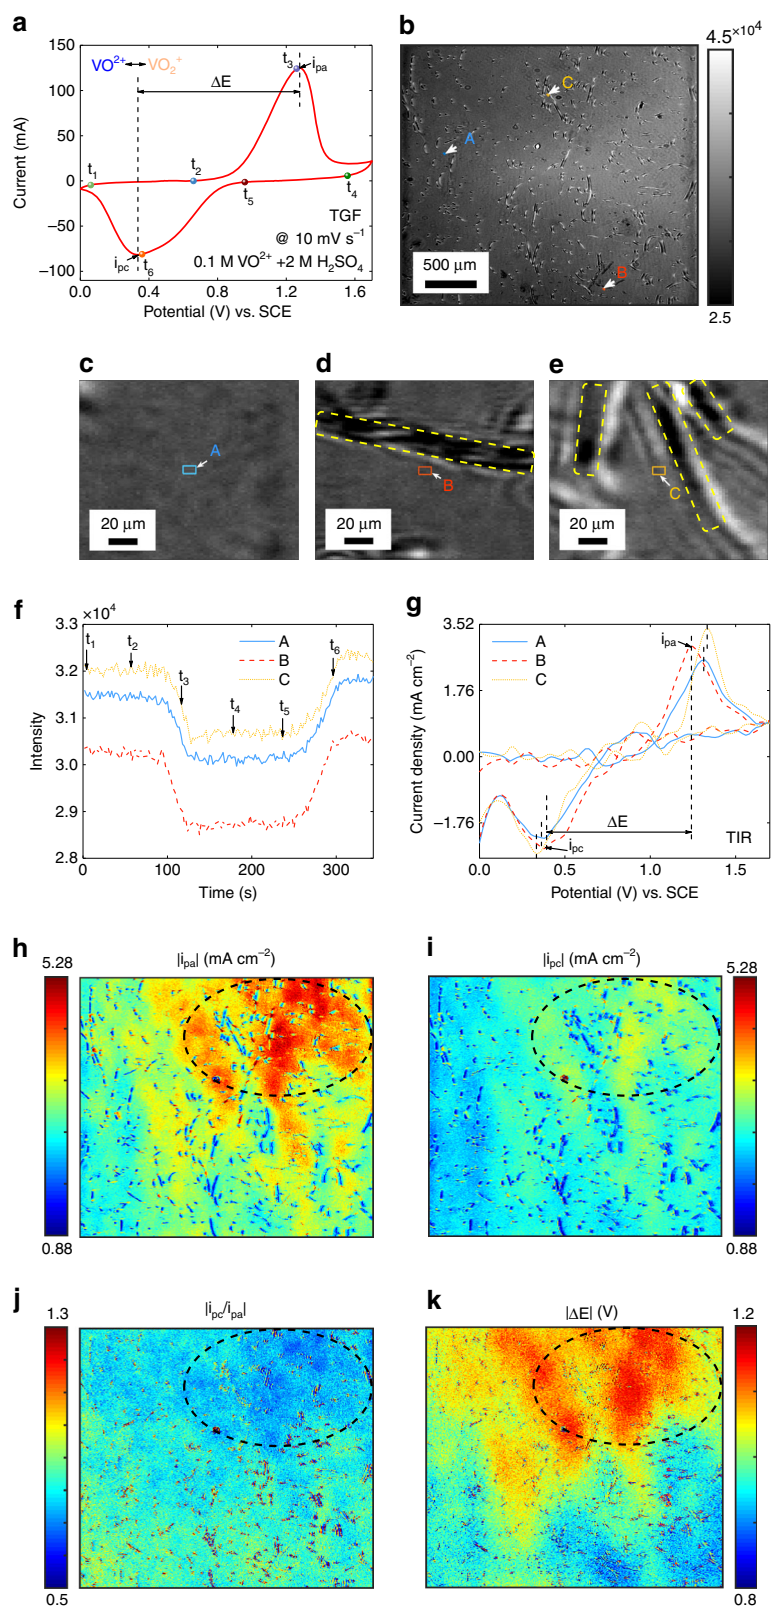 a
150
100
50
0
−50
−100
Current (mA)
VO²⁺ VO₂⁺
ΔE
t₃
iₚₐ
t₁
t₂
t₅
t₄
iₚc
t₆
TGF
@ 10 mV s⁻¹
0.1 M VO²⁺ +2 M H₂SO₄
0.0 0.4 0.8 1.2 1.6
Potential (V) vs. SCE
b
4.5×10⁴
C
A
B
500 μm
2.5
c
A
20 μm
d
B
20 μm
e
C
20 μm
f
×10⁴
3.3
3.2
3.1
3.0
2.9
2.8
Intensity
t₁
t₂
t₃
t₄
t₅
t₆
A
B
C
0 100 200 300
Time (s)
g
3.52
1.76
0.00
−1.76
Current density (mA cm⁻²)
A
B
C
iₚₐ
ΔE
iₚc
TIR
0.0 0.5 1.0 1.5
Potential (V) vs. SCE
h
|iₚₐ| (mA cm⁻²)
5.28
0.88
i
|iₚc| (mA cm⁻²)
5.28
0.88
j
|iₚc/iₚₐ|
1.3
0.5
k
|ΔE| (V)
1.2
0.8